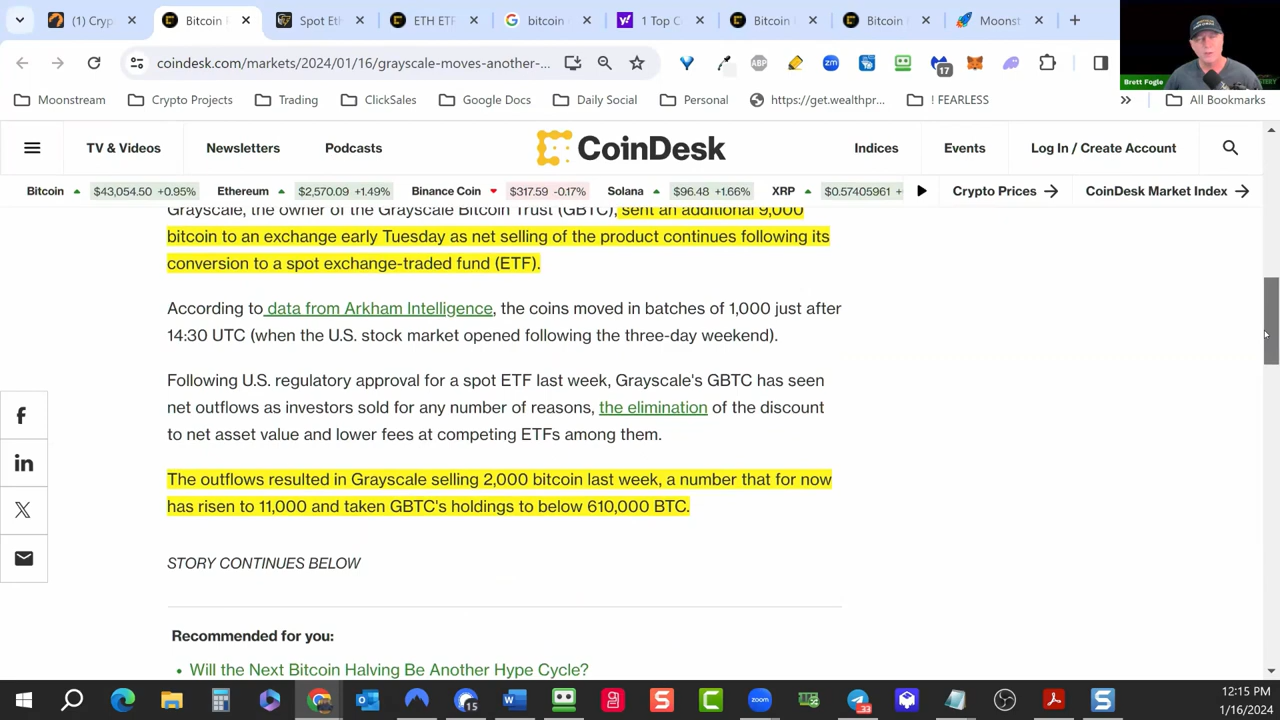 (1) Cryp
Bitcoin
Spot Eth
ETH ETF
bitcoin
1 Top C
Bitcoin
Bitcoin
Moonst
coindesk.com/markets/2024/01/16/grayscale-moves-another-...
ABP
zm
17
Brett Fogle
Moonstream
Crypto Projects
Trading
ClickSales
Google Docs
Daily Social
Personal
https://get.wealthpr...
! FEARLESS
All Bookmarks
TV & Videos
Newsletters
Podcasts
CoinDesk
Indices
Events
Log In / Create Account
Bitcoin $43,054.50 +0.95%
Ethereum $2,570.09 +1.49%
Binance Coin $317.59 -0.17%
Solana $96.48 +1.66%
XRP $0.57405961 +
Crypto Prices
CoinDesk Market Index
Grayscale, the owner of the Grayscale Bitcoin Trust (GBTC), sent an additional 9,000
bitcoin to an exchange early Tuesday as net selling of the product continues following its
conversion to a spot exchange-traded fund (ETF).
According to data from Arkham Intelligence, the coins moved in batches of 1,000 just after
14:30 UTC (when the U.S. stock market opened following the three-day weekend).
Following U.S. regulatory approval for a spot ETF last week, Grayscale's GBTC has seen
net outflows as investors sold for any number of reasons, the elimination of the discount
to net asset value and lower fees at competing ETFs among them.
The outflows resulted in Grayscale selling 2,000 bitcoin last week, a number that for now
has risen to 11,000 and taken GBTC's holdings to below 610,000 BTC.
STORY CONTINUES BELOW
Recommended for you:
• Will the Next Bitcoin Halving Be Another Hype Cycle?
15
zoom
33
12:15 PM
1/16/2024